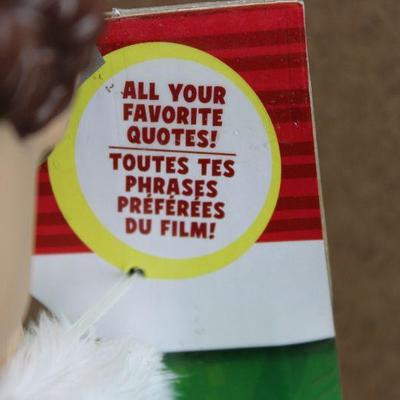 ALL YOUR
FAVORITE
QUOTES!
TOUTES TES
PHRASES
PRÉFÉRÉES
DU FILM!